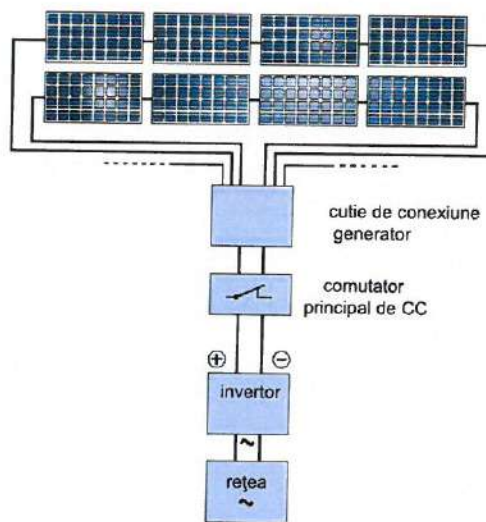 cutie de conexiune
generator
comutator
principal de CC
+
−
invertor
~
rețea
~